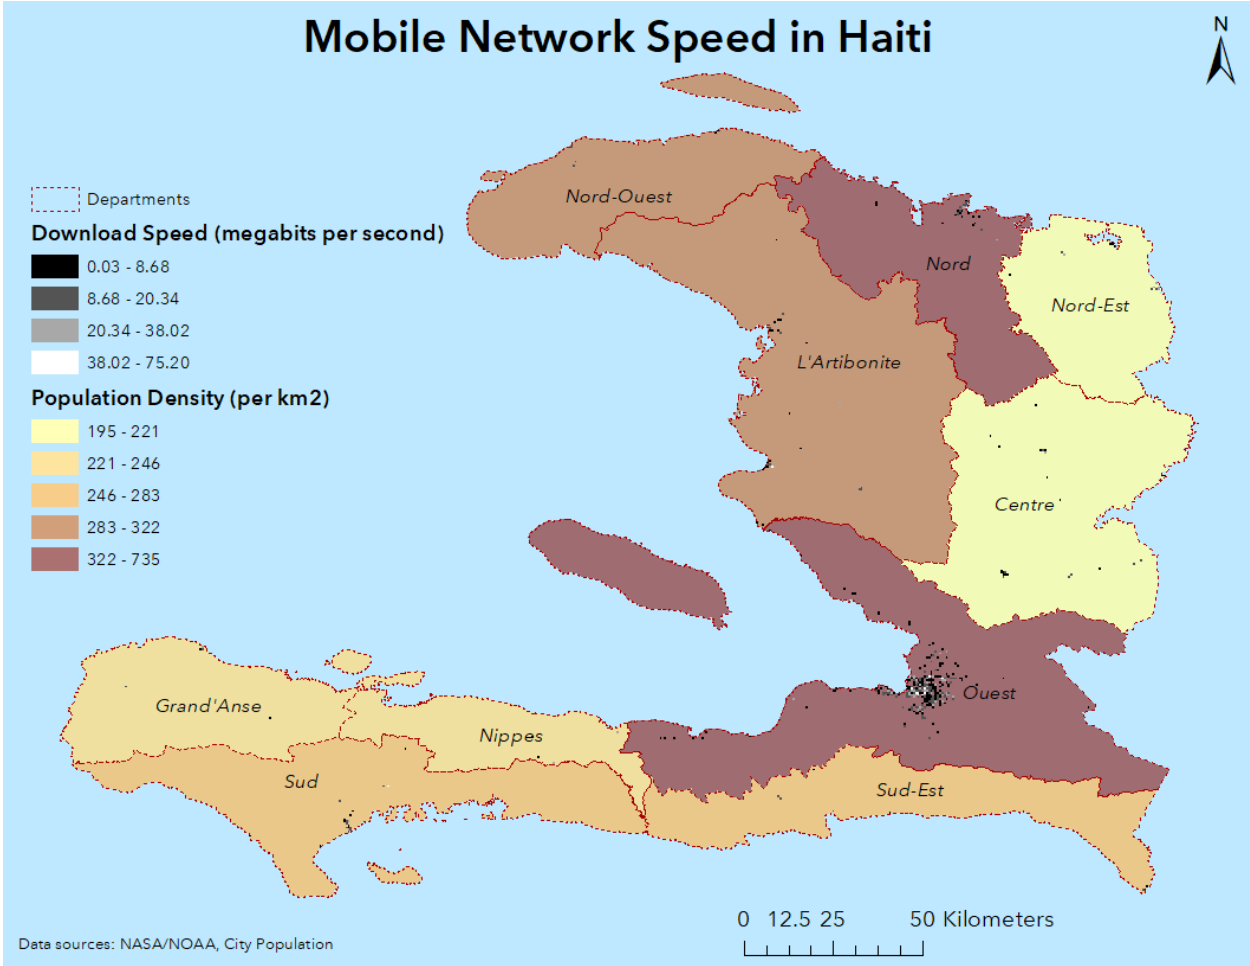 Mobile Network Speed in Haiti
N
Departments
Download Speed (megabits per second)
0.03 - 8.68
8.68 - 20.34
20.34 - 38.02
38.02 - 75.20
Population Density (per km2)
195 - 221
221 - 246
246 - 283
283 - 322
322 - 735
Nord-Ouest
Nord
Nord-Est
L'Artibonite
Centre
Ouest
Grand'Anse
Nippes
Sud
Sud-Est
0 12.5 25 50 Kilometers
Data sources: NASA/NOAA, City Population